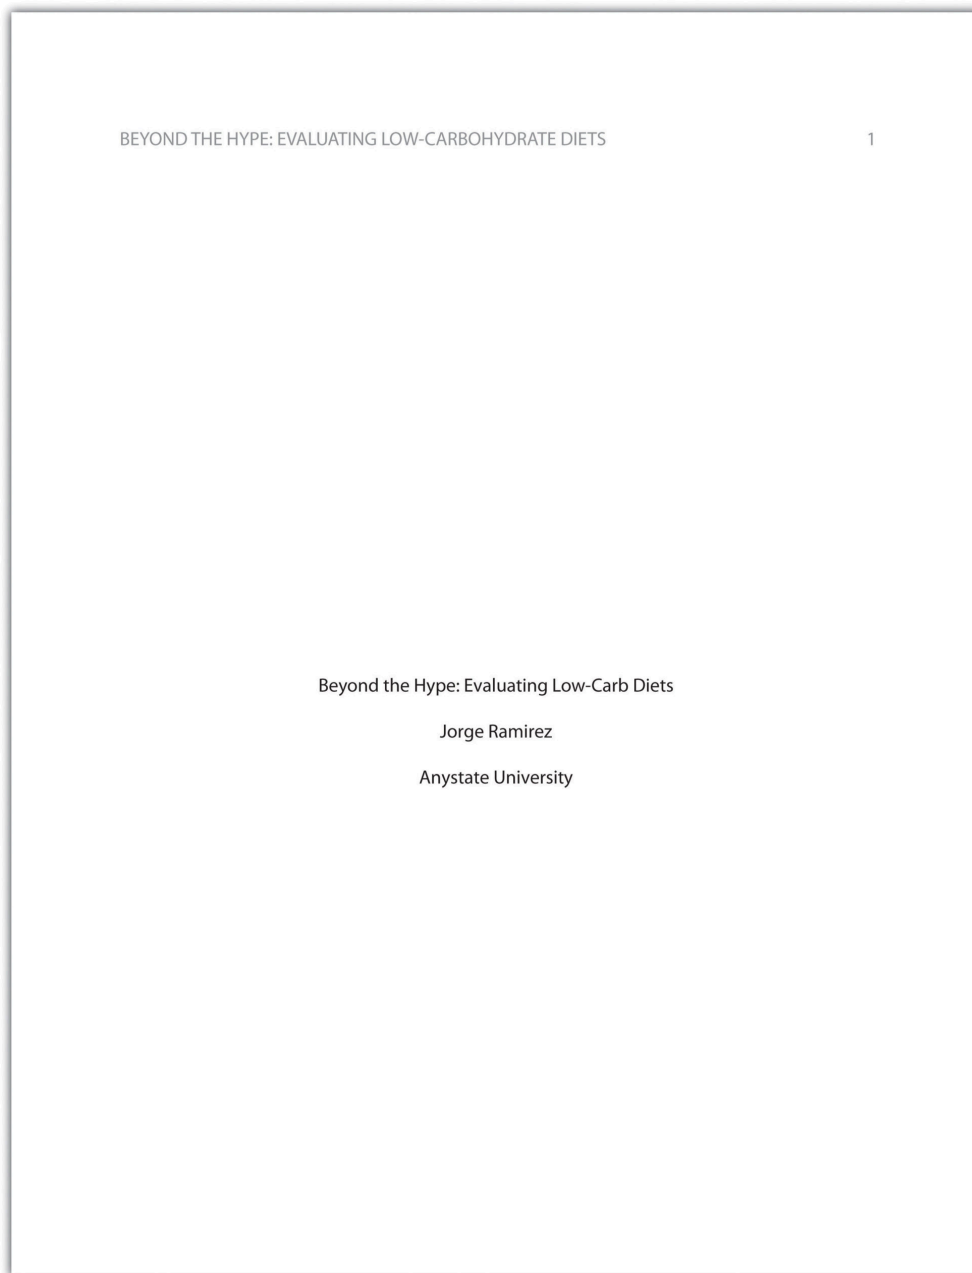 BEYOND THE HYPE: EVALUATING LOW-CARBOHYDRATE DIETS 1
Beyond the Hype: Evaluating Low-Carb Diets
Jorge Ramirez
Anystate University